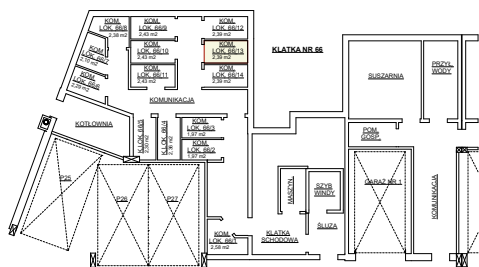 KOM.
LOK. 66/8
2,38 m2
KOM.
LOK. 66/9
2,43 m2
KOM.
LOK. 66/12
2,39 m2
KOM.
LOK. 66/7
2,10 m2
KOM.
LOK. 66/10
2,43 m2
KOM.
LOK. 66/13
2,39 m2
KLATKA NR 66
KOM.
LOK. 66/6
2,29 m2
KOM.
LOK. 66/11
2,43 m2
KOM.
LOK. 66/14
2,39 m2
SUSZARNIA
PRZYŁ.
WODY
KOMUNIKACJA
KOTŁOWNIA
KOM.
LOK. 66/5
K.LOK. 66/4
2,36 m2
KOM.
LOK. 66/3
1,97 m2
KOM.
LOK. 66/2
1,97 m2
POM.
GOSP.
P25
P26
P27
MASZYN.
SZYB
WINDY
GARAŻ NR 1
KOMUNIKACJA
KOM.
LOK. 66/1
2,58 m2
KLATKA
SCHODOWA
ŚLUZA